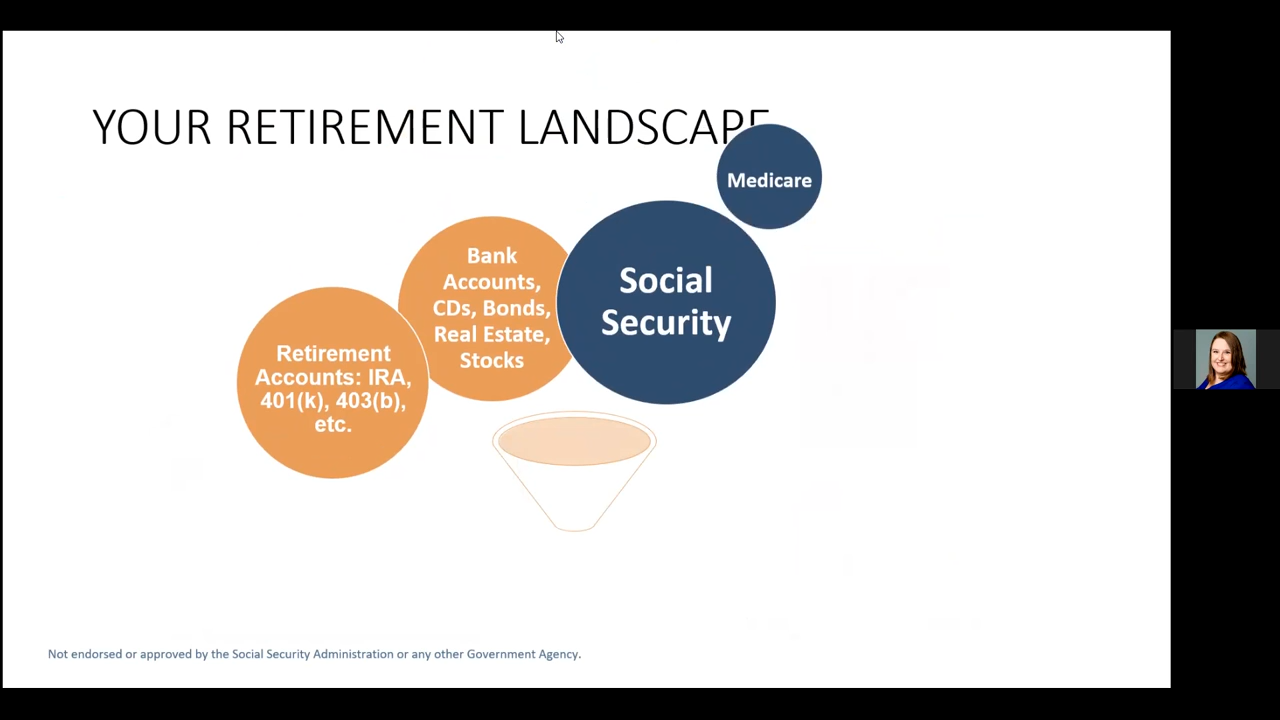 YOUR RETIREMENT LANDSCAPE
Medicare
Bank
Accounts,
CDs, Bonds,
Real Estate,
Stocks
Social
Security
Retirement
Accounts: IRA,
401(k), 403(b),
etc.
Not endorsed or approved by the Social Security Administration or any other Government Agency.